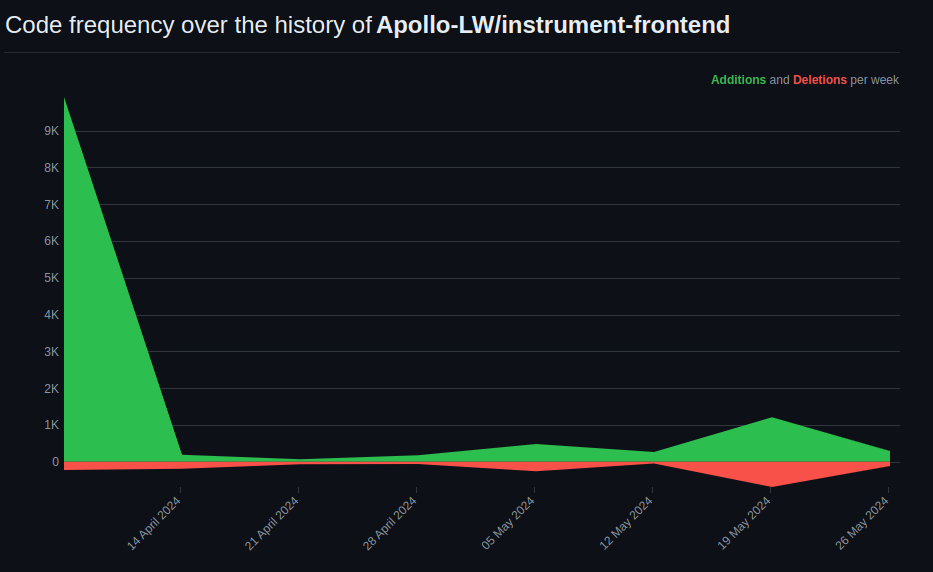 Code frequency over the history of Apollo-LW/instrument-frontend
Additions and Deletions per week
9K
8K
7K
6K
5K
4K
3K
2K
1K
0
14 April 2024
21 April 2024
28 April 2024
05 May 2024
12 May 2024
19 May 2024
26 May 2024